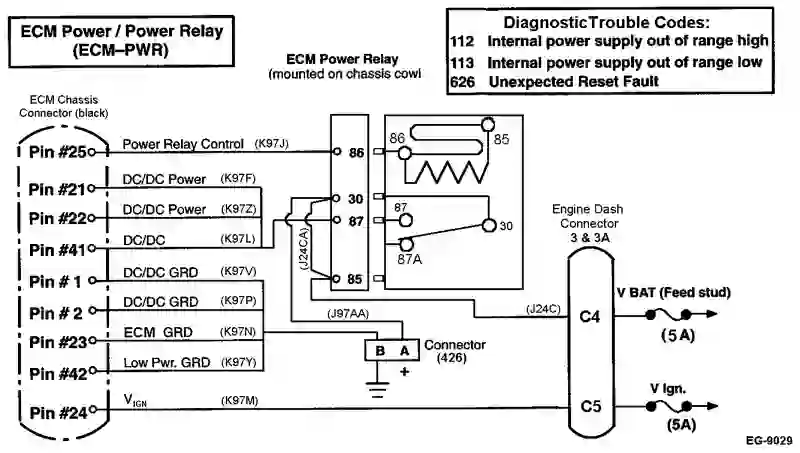 ECM Power / Power Relay
(ECM–PWR)
DiagnosticTrouble Codes:
112 Internal power supply out of range high
113 Internal power supply out of range low
626 Unexpected Reset Fault
ECM Power Relay
(mounted on chassis cowl
ECM Chassis
Connector (black)
Pin #25
Power Relay Control (K97J)
86
86
85
Pin #21
DC/DC Power (K97F)
Pin #22
DC/DC Power (K97Z)
30
87
Pin #41
DC/DC (K97L)
87
87A
30
(J24CA)
Engine Dash
Connector
3 & 3A
Pin # 1
DC/DC GRD (K97V)
85
Pin # 2
DC/DC GRD (K97P)
(J97AA)
(J24C)
C4
V BAT (Feed stud)
(5A)
Pin #23
ECM GRD (K97N)
B A
+
Connector
(426)
Pin #42
Low Pwr. GRD (K97Y)
Pin #24
VIGN (K97M)
C5
V Ign.
(5A)
EG-9029